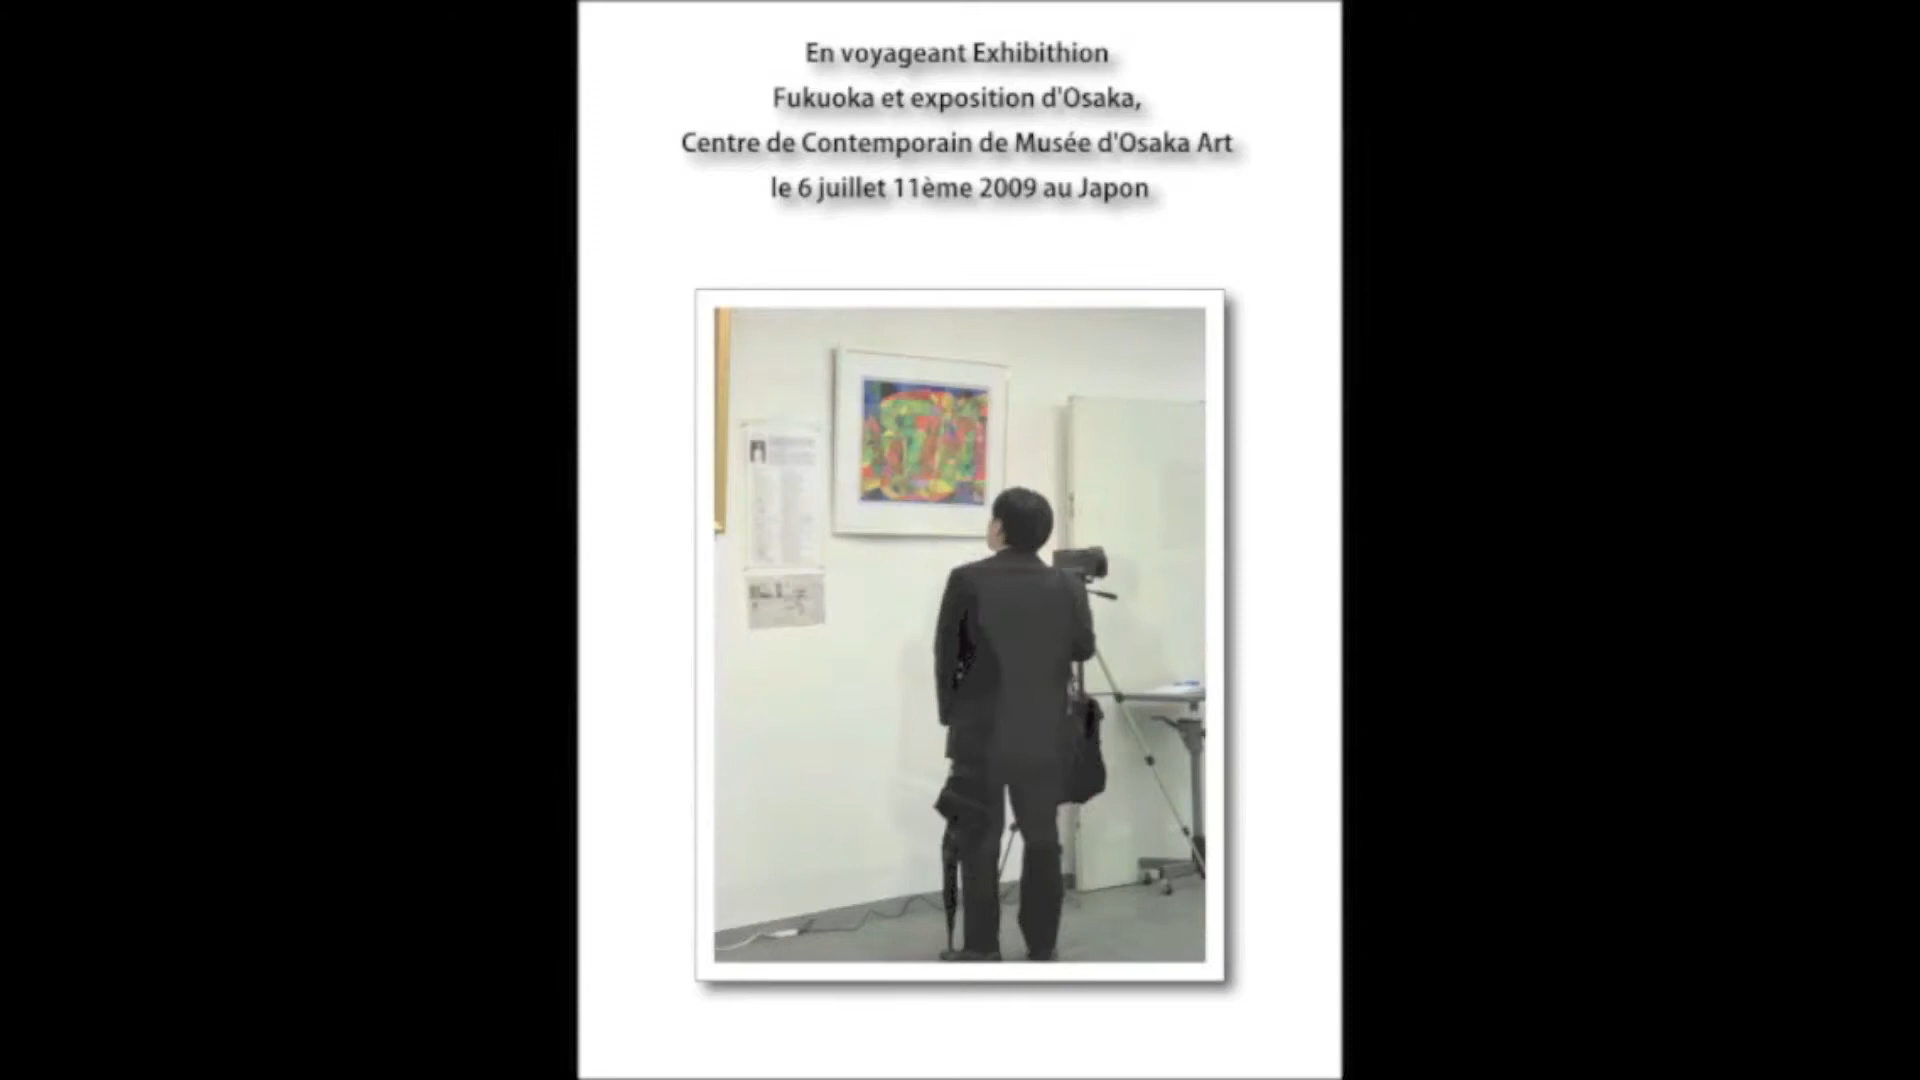 En voyageant Exhibithion
Fukuoka et exposition d'Osaka,
Centre de Contemporain de Musée d'Osaka Art
le 6 juillet 11ème 2009 au Japon